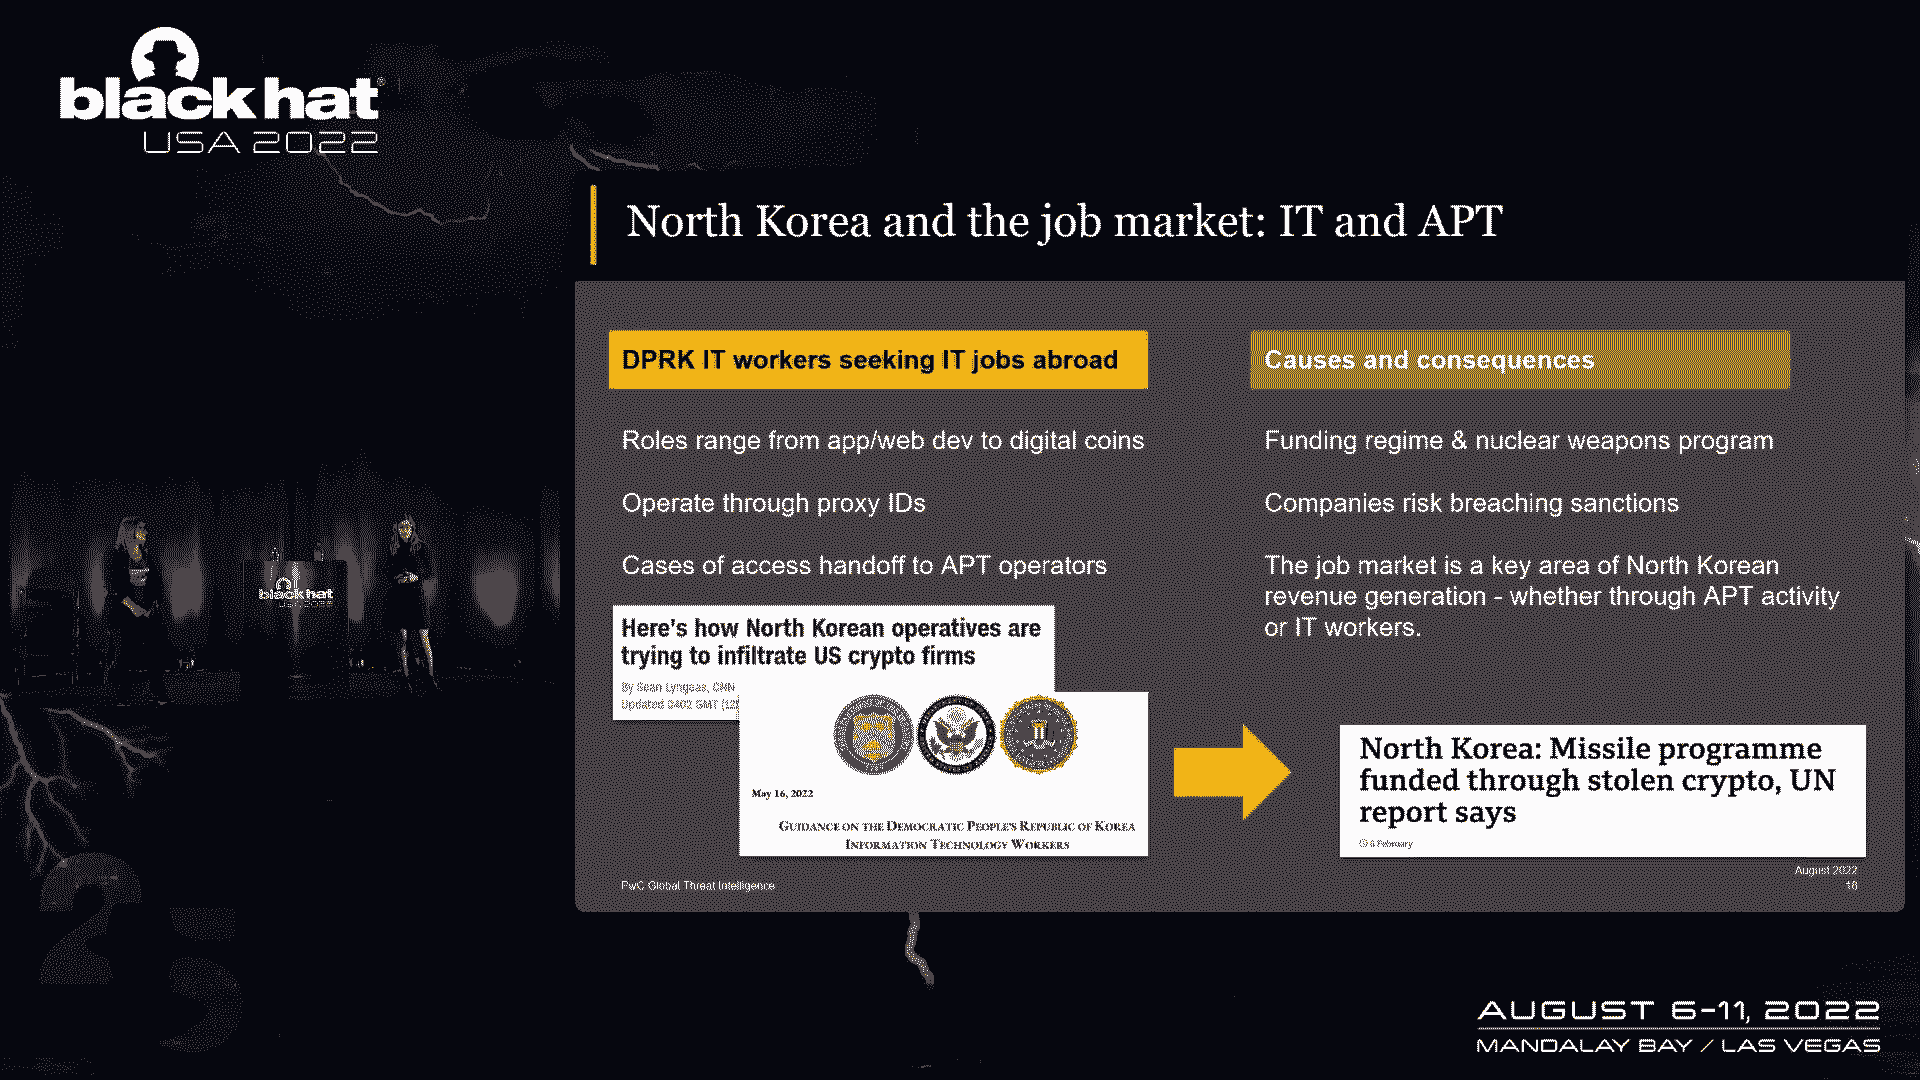 black hat®
USA 2022
North Korea and the job market: IT and APT
DPRK IT workers seeking IT jobs abroad
Roles range from app/web dev to digital coins
Operate through proxy IDs
Cases of access handoff to APT operators
Here's how North Korean operatives are
trying to infiltrate US crypto firms
By Sean Lyngaas, CNN
Updated 0402 GMT (12
May 16, 2022
GUIDANCE ON THE DEMOCRATIC PEOPLE'S REPUBLIC OF KOREA
INFORMATION TECHNOLOGY WORKERS
PwC Global Threat Intelligence
Causes and consequences
Funding regime & nuclear weapons program
Companies risk breaching sanctions
The job market is a key area of North Korean
revenue generation - whether through APT activity
or IT workers.
North Korea: Missile programme
funded through stolen crypto, UN
report says
6 February
August 2022
16
black hat
USA 2022
25
AUGUST 6-11, 2022
MANDALAY BAY / LAS VEGAS